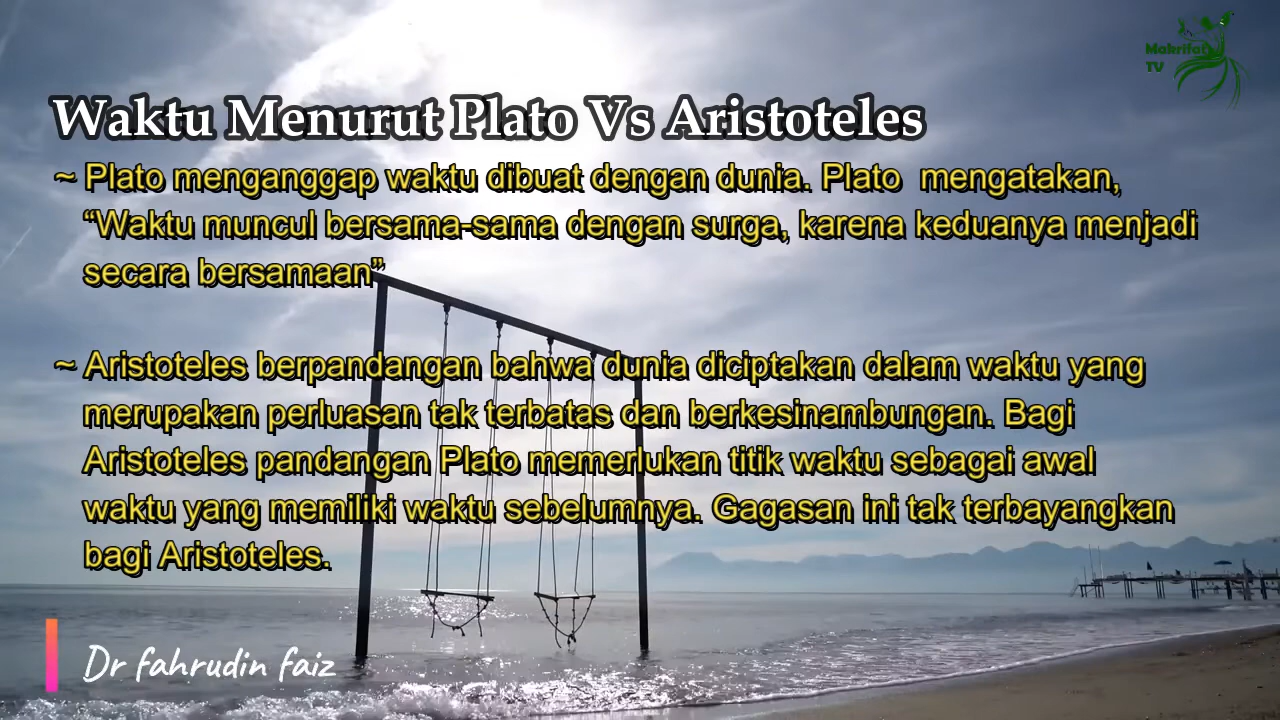 Makrifat
TV
Waktu Menurut Plato Vs Aristoteles
~ Plato menganggap waktu dibuat dengan dunia. Plato mengatakan,
“Waktu muncul bersama-sama dengan surga, karena keduanya menjadi
secara bersamaan”
~ Aristoteles berpandangan bahwa dunia diciptakan dalam waktu yang
merupakan perluasan tak terbatas dan berkesinambungan. Bagi
Aristoteles pandangan Plato memerlukan titik waktu sebagai awal
waktu yang memiliki waktu sebelumnya. Gagasan ini tak terbayangkan
bagi Aristoteles.
Dr fahrudin faiz